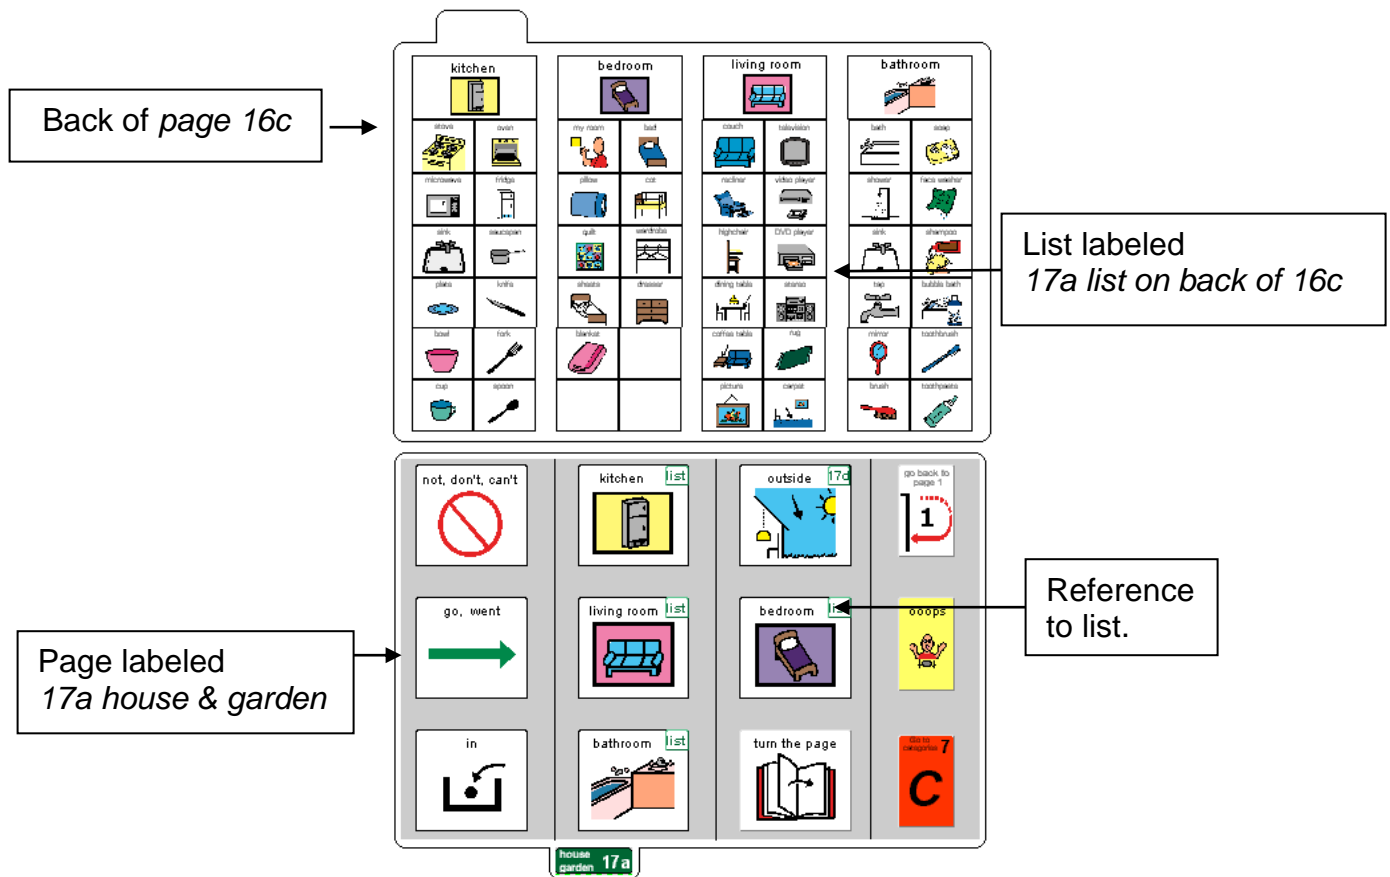 kitchen bedroom living room bathroom
Back of page 16c
stove oven my room bed couch television bath soap
microwave fridge pillow cot recliner video player shower face washer
sink saucepan quilt wardrobe highchair DVD player sink shampoo
List labeled
17a list on back of 16c
plate knife sheets dresser dining table stereo tap bubble bath
bowl fork blanket coffee table rug mirror toothbrush
cup spoon picture carpet brush toothpaste
not, don't, can't kitchen list outside 17d go back to
page 1
1
go, went living room list bedroom list ooops
Reference
to list.
Page labeled
17a house & garden
in bathroom list turn the page Go to
categories 7
C
house
garden 17a